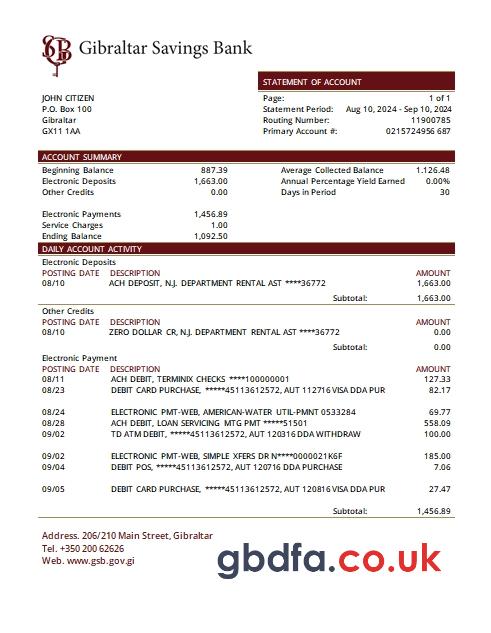 GSB Gibraltar Savings Bank
STATEMENT OF ACCOUNT
JOHN CITIZEN
P.O. Box 100
Gibraltar
GX11 1AA
Page: 1 of 1
Statement Period: Aug 10, 2024 - Sep 10, 2024
Routing Number: 11900785
Primary Account #: 0215724956 687
ACCOUNT SUMMARY
Beginning Balance 887.39 Average Collected Balance 1.126.48
Electronic Deposits 1,663.00 Annual Percentage Yield Earned 0.00%
Other Credits 0.00 Days in Period 30
Electronic Payments 1,456.89
Service Charges 1.00
Ending Balance 1,092.50
DAILY ACCOUNT ACTIVITY
Electronic Deposits
POSTING DATE DESCRIPTION AMOUNT
08/10 ACH DEPOSIT, N.J. DEPARTMENT RENTAL AST ****36772 1,663.00
Subtotal: 1,663.00
Other Credits
POSTING DATE DESCRIPTION AMOUNT
08/10 ZERO DOLLAR CR, N.J. DEPARTMENT RENTAL AST ****36772 0.00
Subtotal: 0.00
Electronic Payment
POSTING DATE DESCRIPTION AMOUNT
08/11 ACH DEBIT, TERMINIX CHECKS ****100000001 127.33
08/23 DEBIT CARD PURCHASE, *****45113612572, AUT 112716 VISA DDA PUR 82.17
08/24 ELECTRONIC PMT-WEB, AMERICAN-WATER UTIL-PMNT 0533284 69.77
08/28 ACH DEBIT, LOAN SERVICING MTG PMT *****51501 558.09
09/02 TD ATM DEBIT, *****45113612572, AUT 120316 DDA WITHDRAW 100.00
09/02 ELECTRONIC PMT-WEB, SIMPLE XFERS DR N****0000021K6F 185.00
09/04 DEBIT POS, *****45113612572, AUT 120716 DDA PURCHASE 7.06
09/05 DEBIT CARD PURCHASE, *****45113612572, AUT 120816 VISA DDA PUR 27.47
Subtotal: 1,456.89
Address. 206/210 Main Street, Gibraltar
Tel. +350 200 62626
Web. www.gsb.gov.gi
gbdfa.co.uk